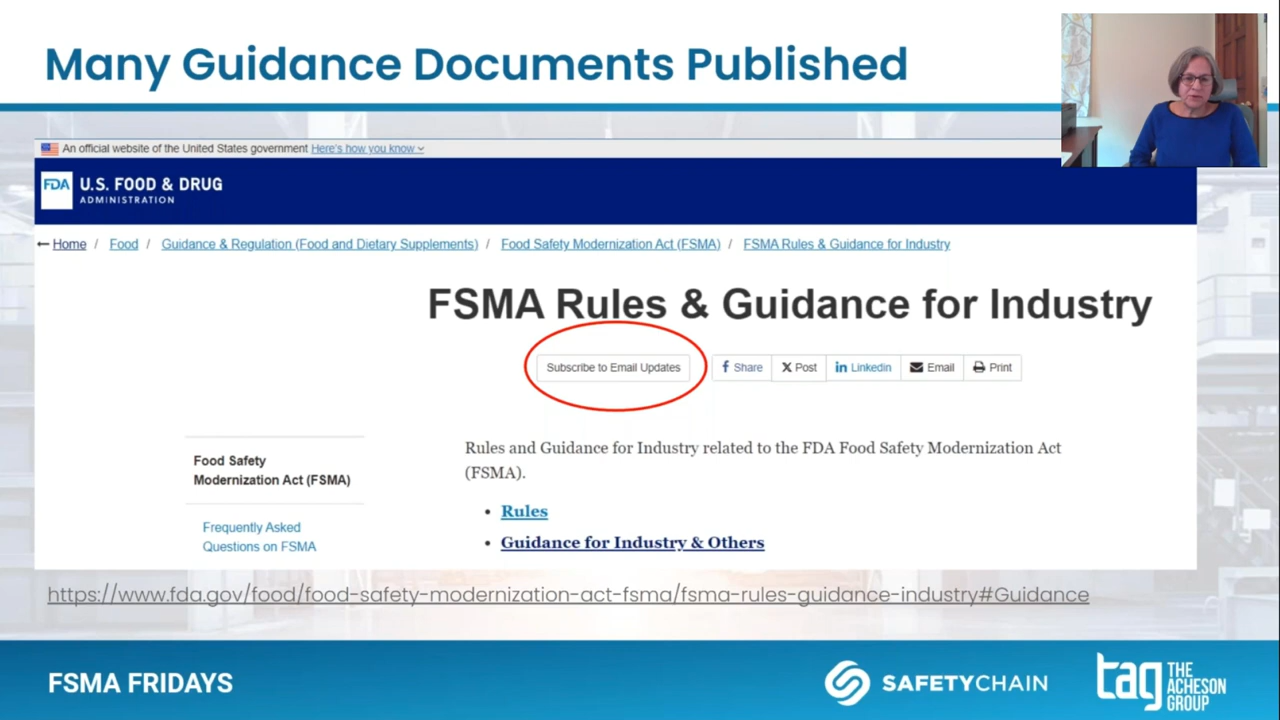 Many Guidance Documents Published
An official website of the United States government Here's how you know
FDA U.S. FOOD & DRUG
ADMINISTRATION
Home / Food / Guidance & Regulation (Food and Dietary Supplements) / Food Safety Modernization Act (FSMA) / FSMA Rules & Guidance for Industry
FSMA Rules & Guidance for Industry
Subscribe to Email Updates f Share X Post in Linkedin Email Print
Food Safety
Modernization Act (FSMA)
Frequently Asked
Questions on FSMA
Rules and Guidance for Industry related to the FDA Food Safety Modernization Act
(FSMA).
• Rules
• Guidance for Industry & Others
https://www.fda.gov/food/food-safety-modernization-act-fsma/fsma-rules-guidance-industry#Guidance
FSMA FRIDAYS
SAFETYCHAIN
tag THE
ACHESON
GROUP